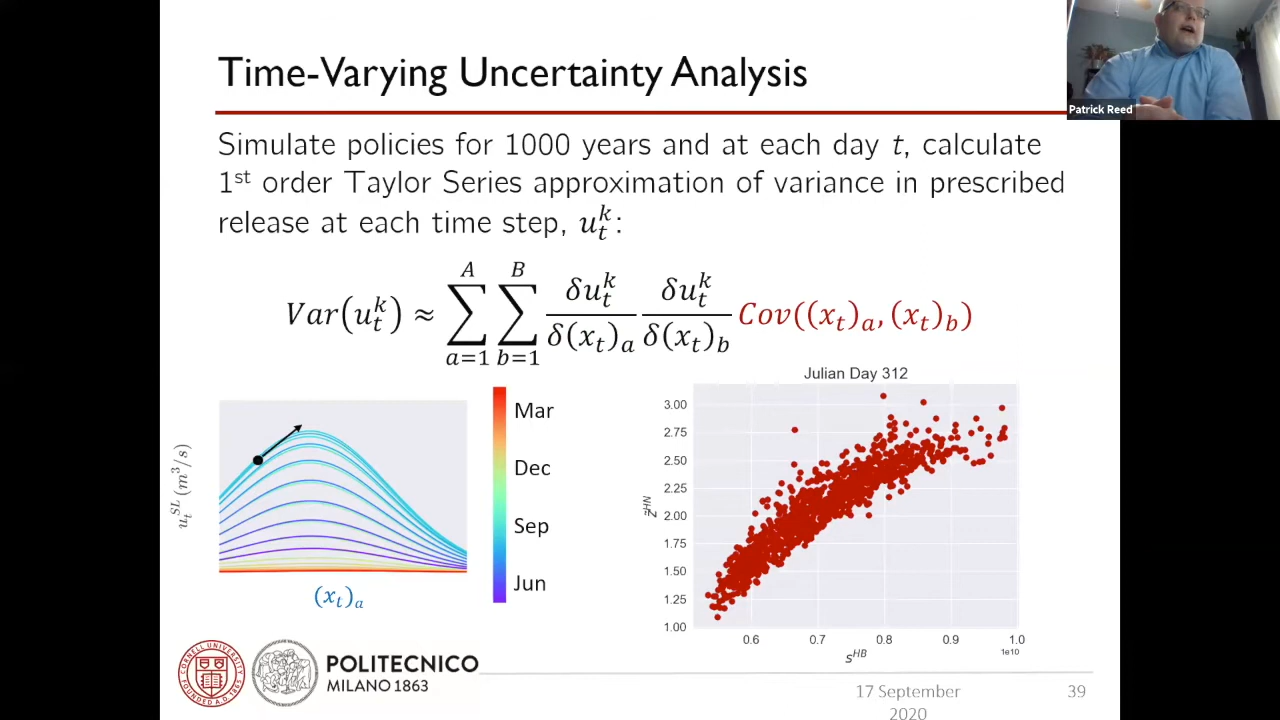 Patrick Reed
Time-Varying Uncertainty Analysis
Simulate policies for 1000 years and at each day t, calculate
1st order Taylor Series approximation of variance in prescribed
release at each time step, u_t^k:
Var(u_t^k) ≈ ∑_{a=1}^{A} ∑_{b=1}^{B} δu_t^k/δ(x_t)_a δu_t^k/δ(x_t)_b Cov((x_t)_a, (x_t)_b)
u_t^{SL} (m^3/s)
(x_t)_a
Mar
Dec
Sep
Jun
Julian Day 312
3.00
2.75
2.50
2.25
2.00
1.75
1.50
1.25
1.00
z^{HN}
0.6 0.7 0.8 0.9 1.0
1e10
s^{HB}
CORNELL UNIVERSITY
FOUNDED A.D. 1865
POLITECNICO
MILANO 1863
17 September
2020
39